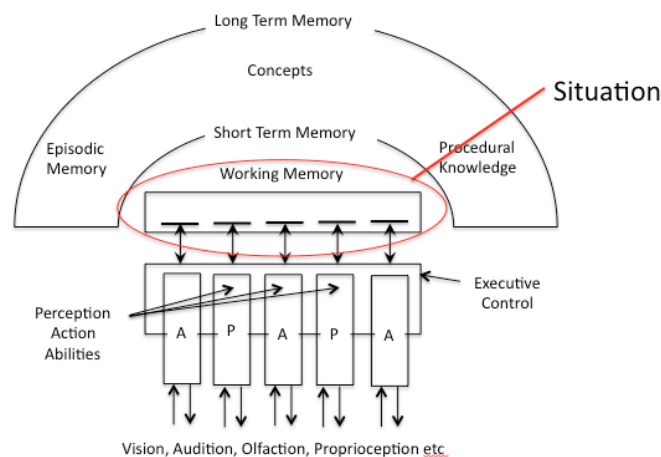 Long Term Memory
Concepts
Situation
Episodic
Memory
Short Term Memory
Procedural
Knowledge
Working Memory
Executive
Control
Perception
Action
Abilities
A P A P A
Vision, Audition, Olfaction, Proprioception etc